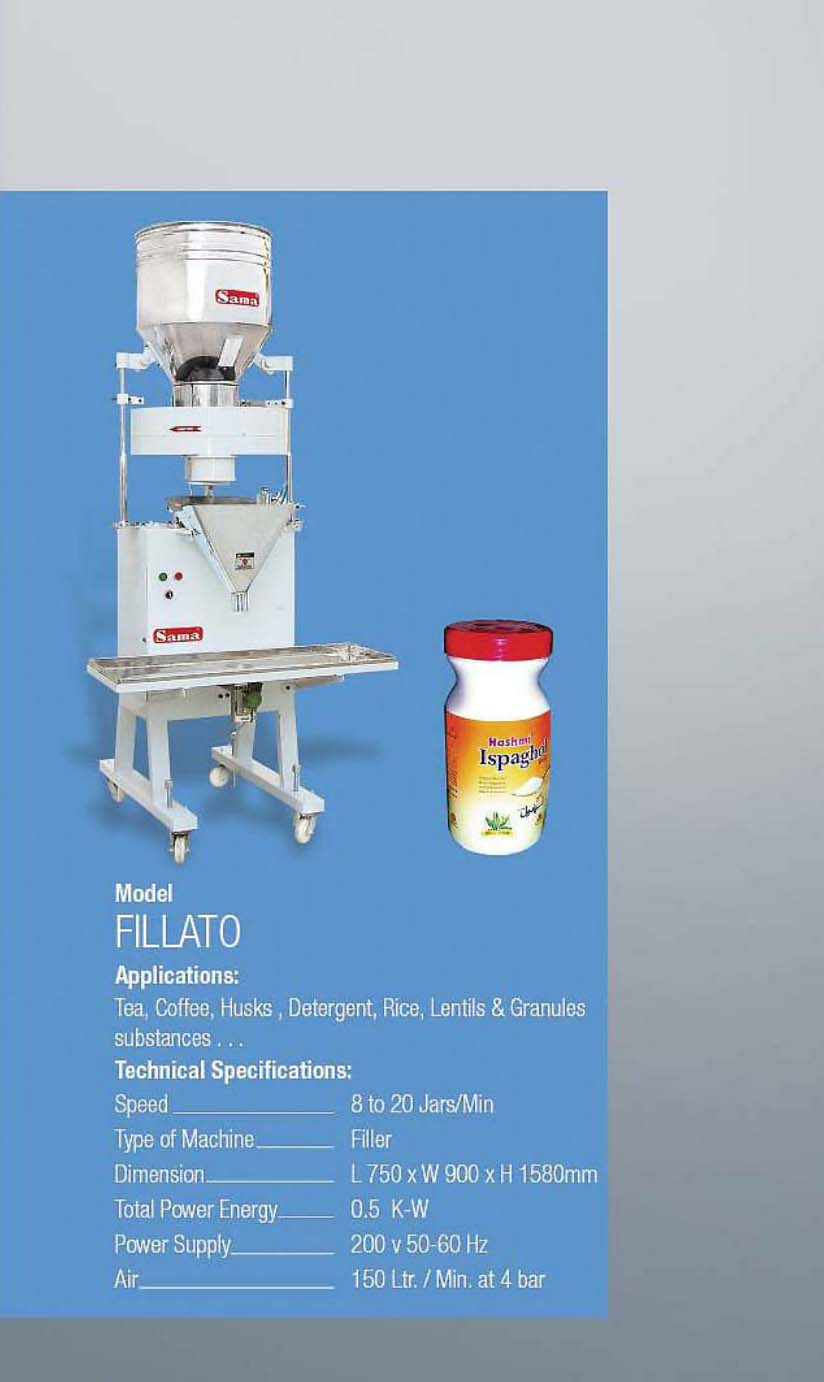 Sama
Sama
Hashmi
Ispaghol
Model
FILLATO
Applications:
Tea, Coffee, Husks , Detergent, Rice, Lentils & Granules
substances . . .
Technical Specifications:
Speed 8 to 20 Jars/Min
Type of Machine Filler
Dimension L 750 x W 900 x H 1580mm
Total Power Energy 0.5 K-W
Power Supply 200 v 50-60 Hz
Air 150 Ltr. / Min. at 4 bar